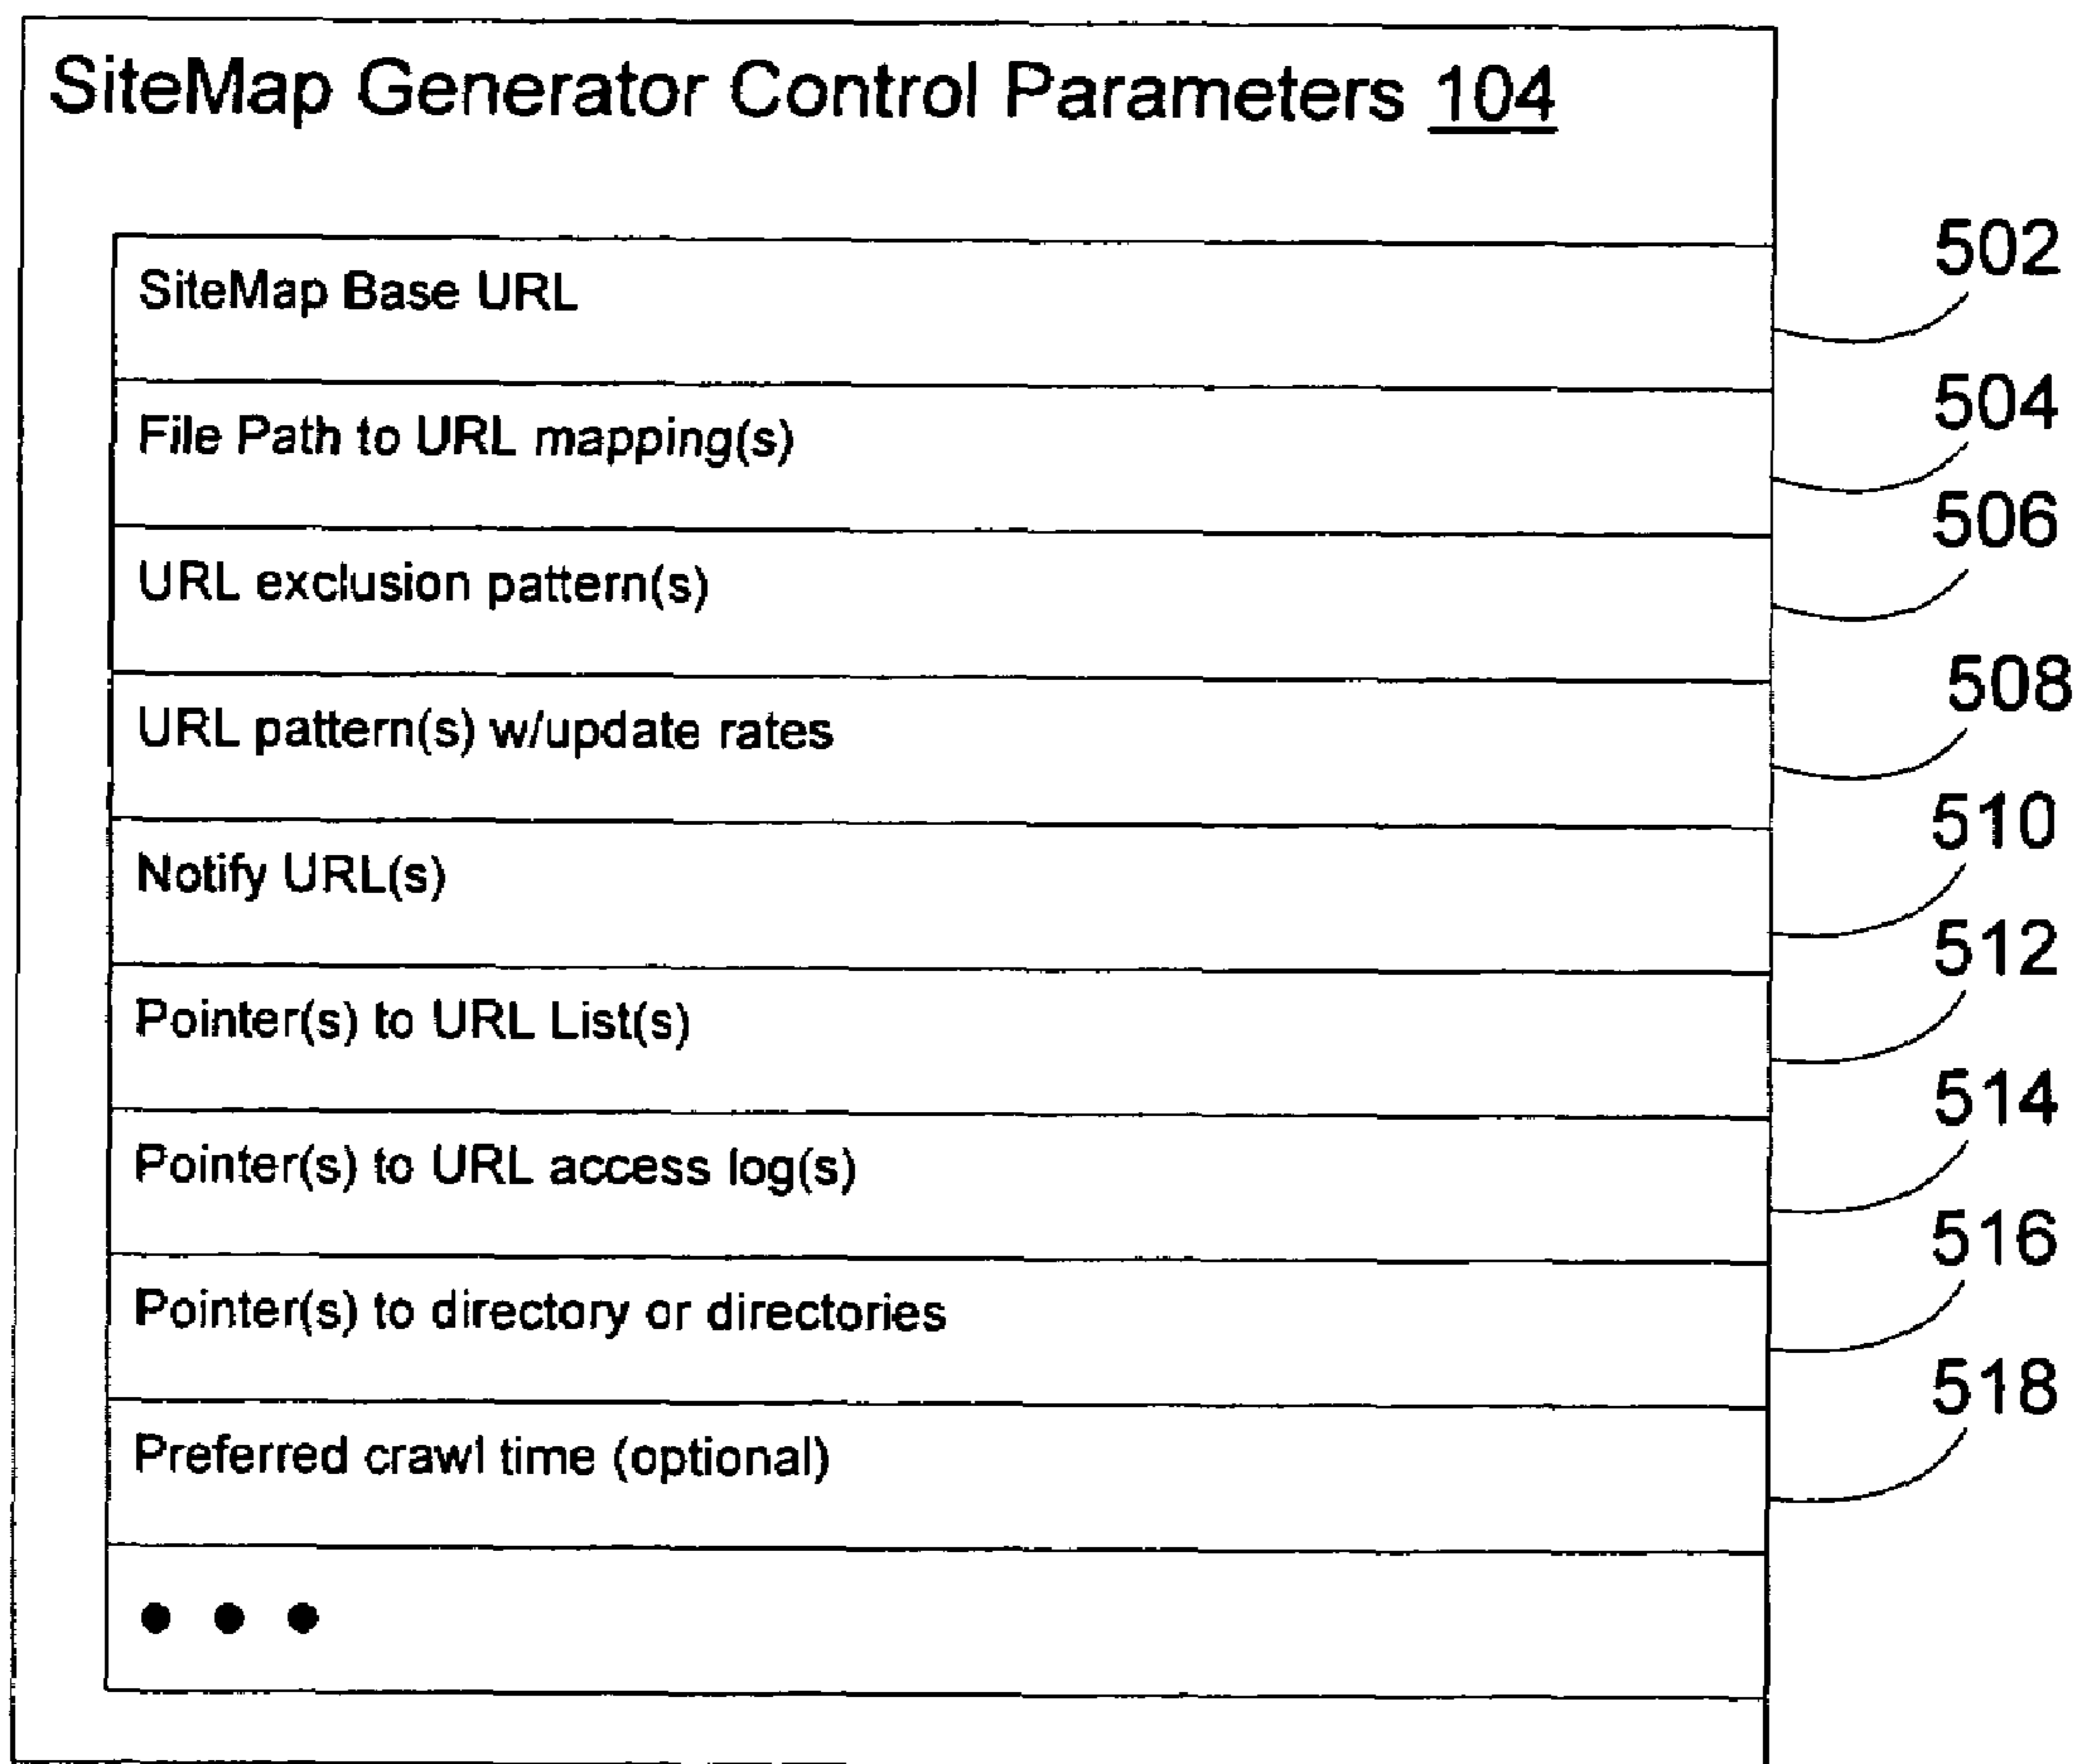 SiteMap Generator Control Parameters 104
SiteMap Base URL
502
File Path to URL mapping(s)
504
URL exclusion pattern(s)
506
URL pattern(s) w/update rates
508
Notify URL(s)
510
Pointer(s) to URL List(s)
512
Pointer(s) to URL access log(s)
514
Pointer(s) to directory or directories
516
Preferred crawl time (optional)
518
• • •